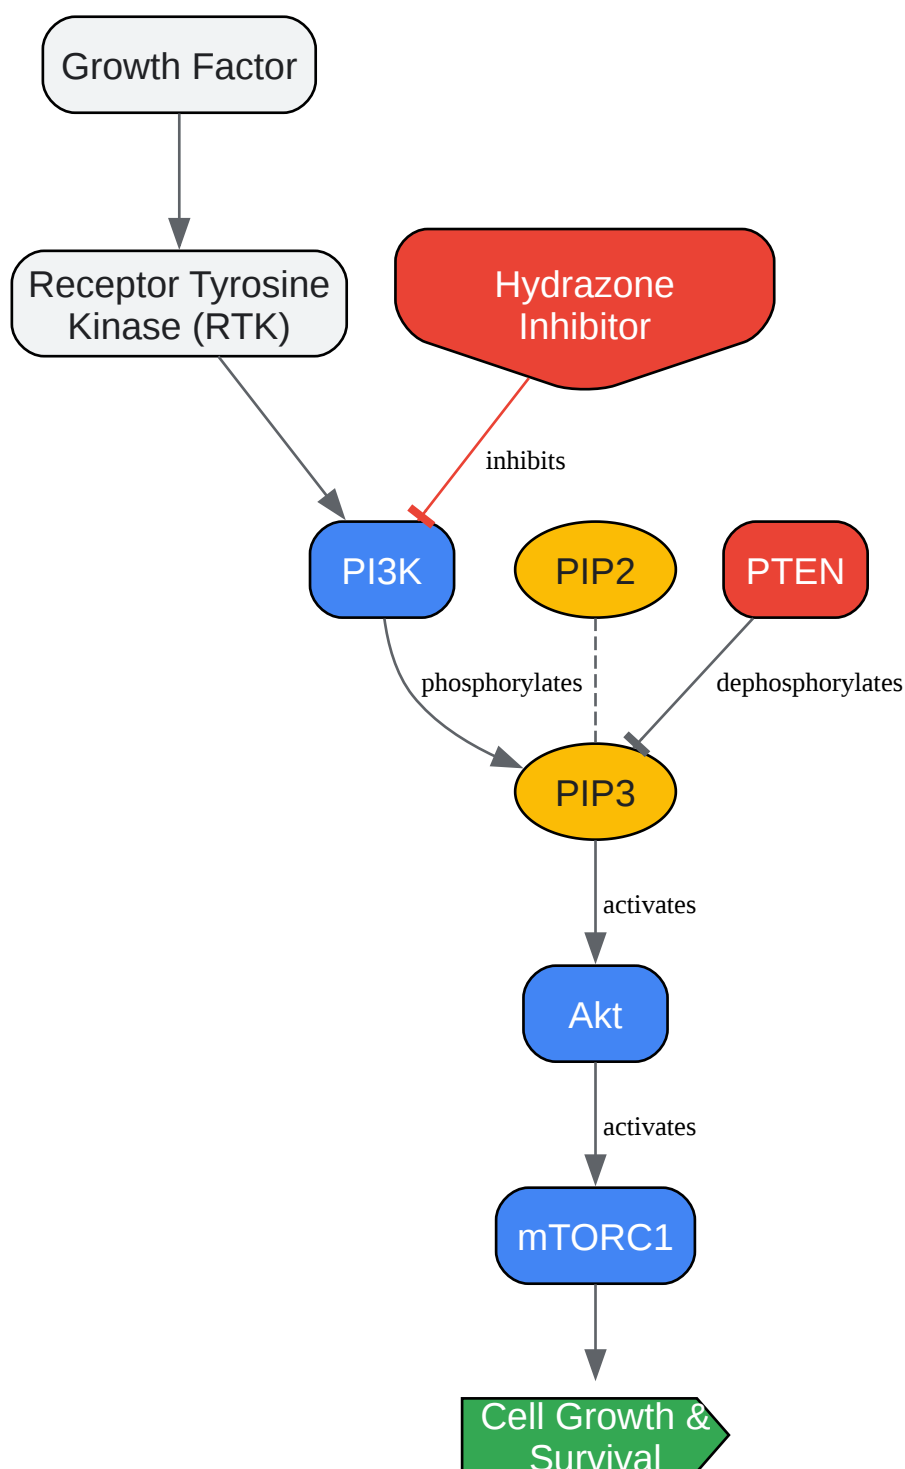 Growth Factor
Receptor Tyrosine
Kinase (RTK)
Hydrazone
Inhibitor
inhibits
PI3K
PIP2
PTEN
phosphorylates
dephosphorylates
PIP3
activates
Akt
activates
mTORC1
Cell Growth &
Survival